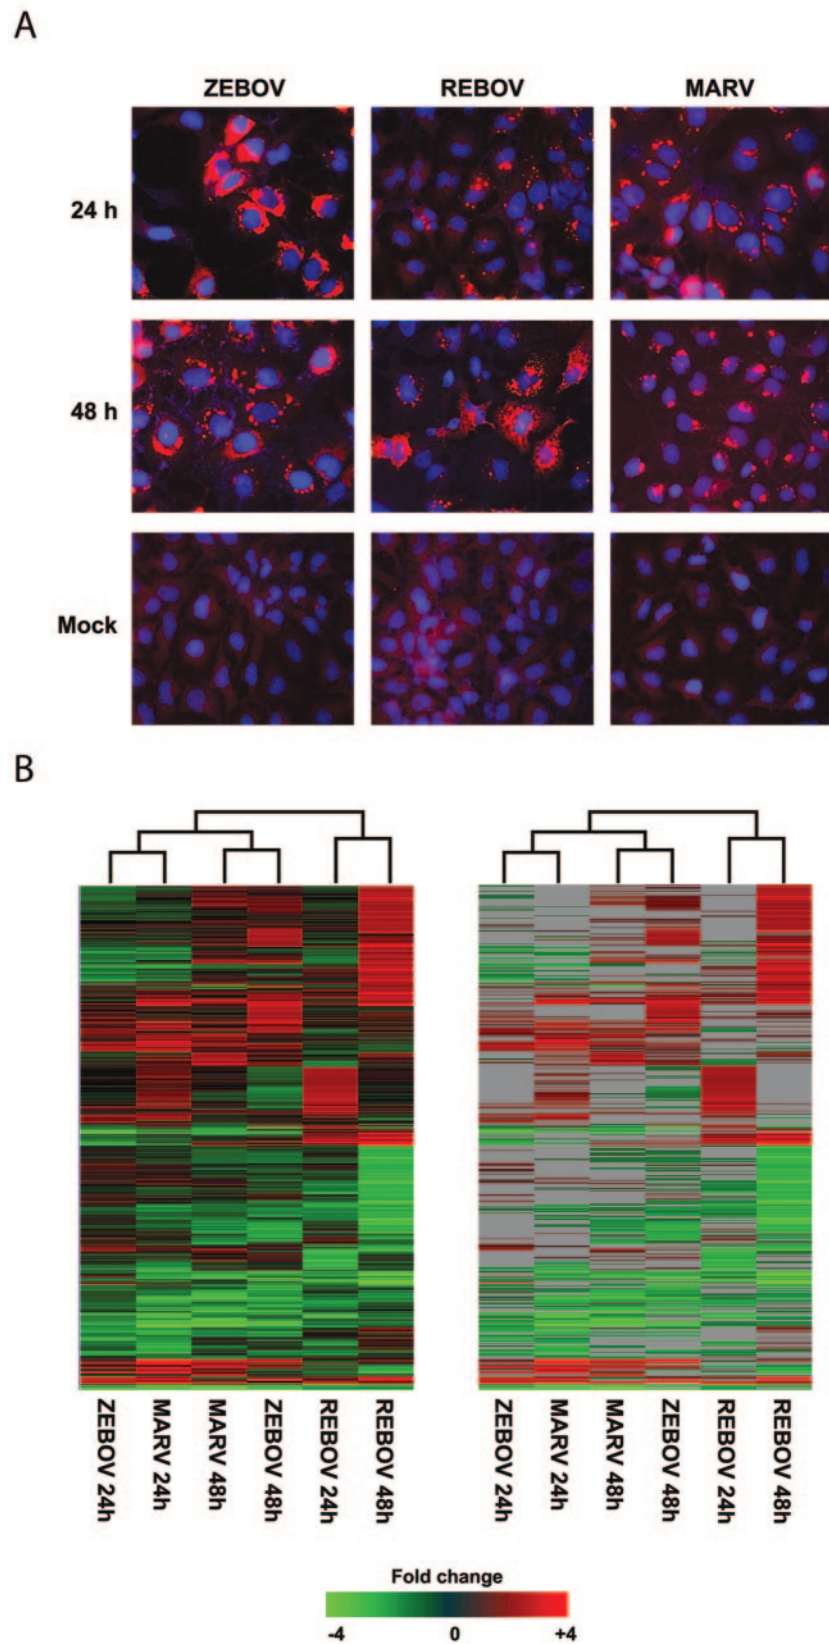 A
ZEBOV REBOV MARV
24 h
48 h
Mock
B
ZEBOV 24h MARV 24h MARV 48h ZEBOV 48h REBOV 24h REBOV 48h ZEBOV 24h MARV 24h MARV 48h ZEBOV 48h REBOV 24h REBOV 48h
Fold change
-4 0 +4